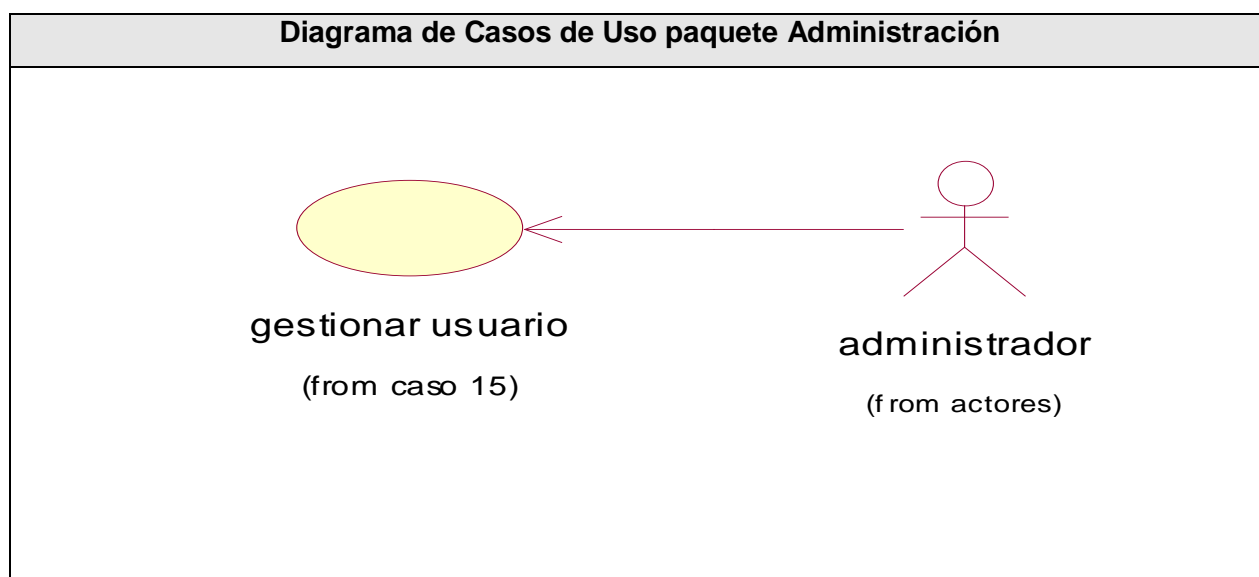 Diagrama de Casos de Uso paquete Administración
gestionar usuario
(from caso 15)
administrador
(from actores)